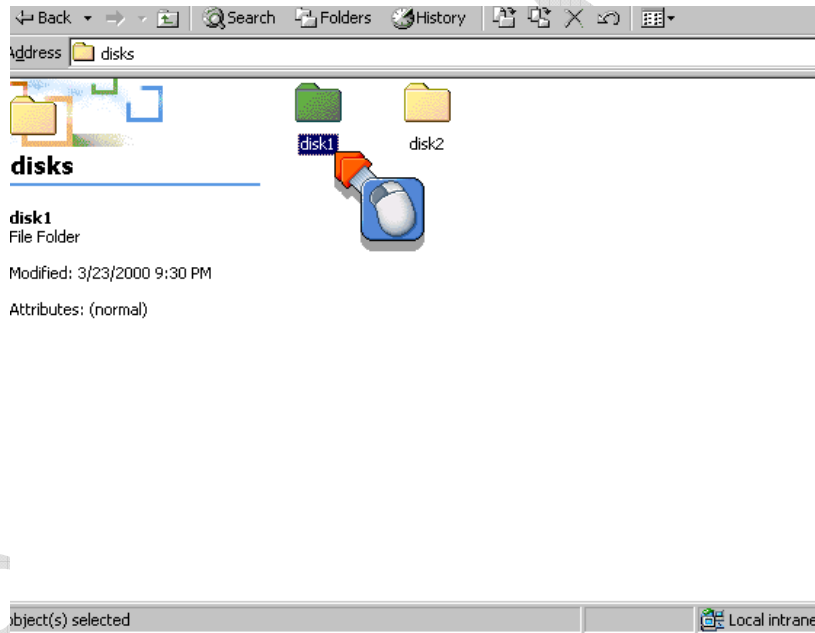 Back Search Folders History
Address disks
disk1 disk2
disks
disk1
File Folder
Modified: 3/23/2000 9:30 PM
Attributes: (normal)
object(s) selected Local intrane